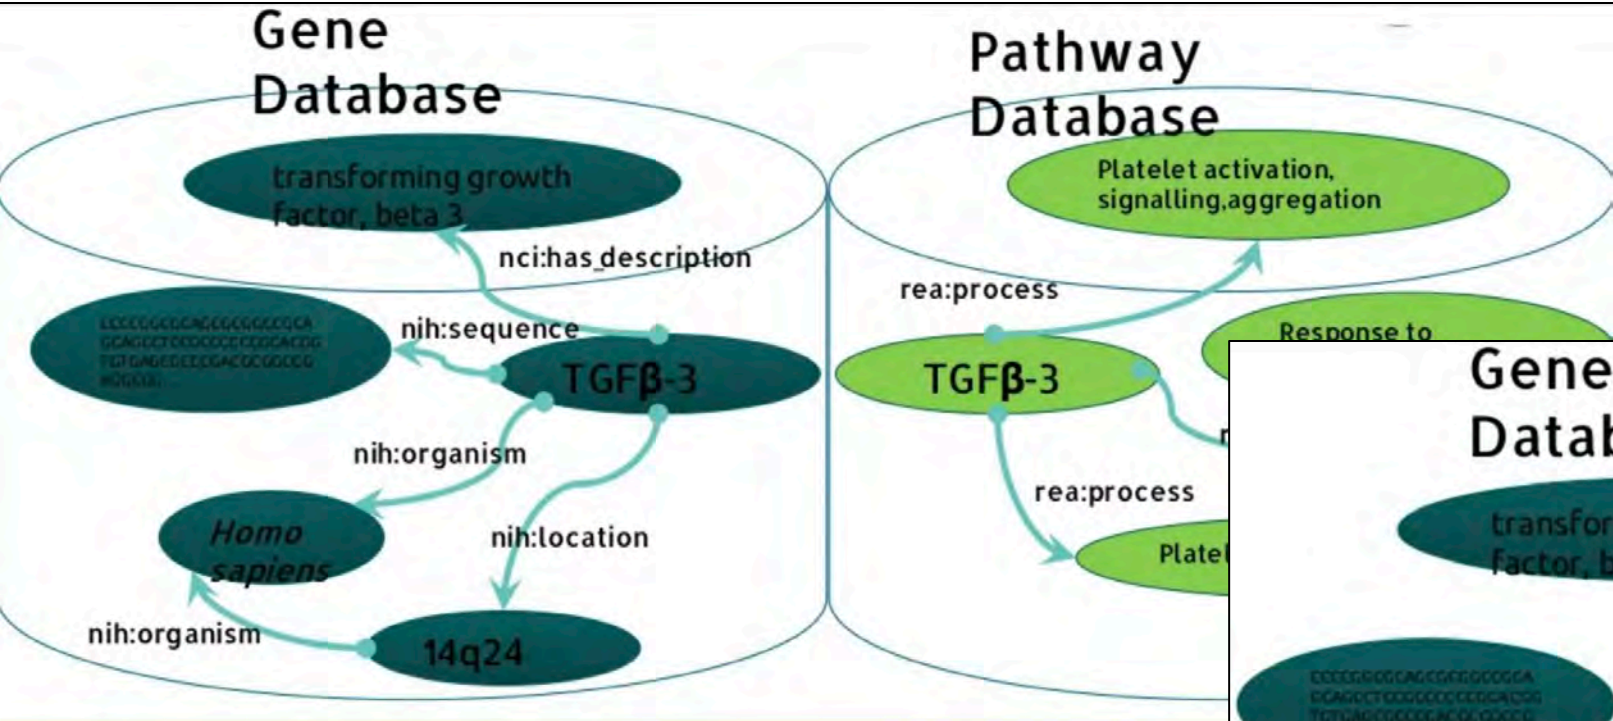 Gene
Database
transforming growth
factor, beta 3
nci:has_description
nih:sequence
TGFβ-3
nih:organism
Homo
sapiens
nih:location
nih:organism
14q24
Pathway
Database
Platelet activation,
signalling,aggregation
rea:process
Response to
TGFβ-3
rea:process
Platel
Gene
Datab
transfor
factor, b